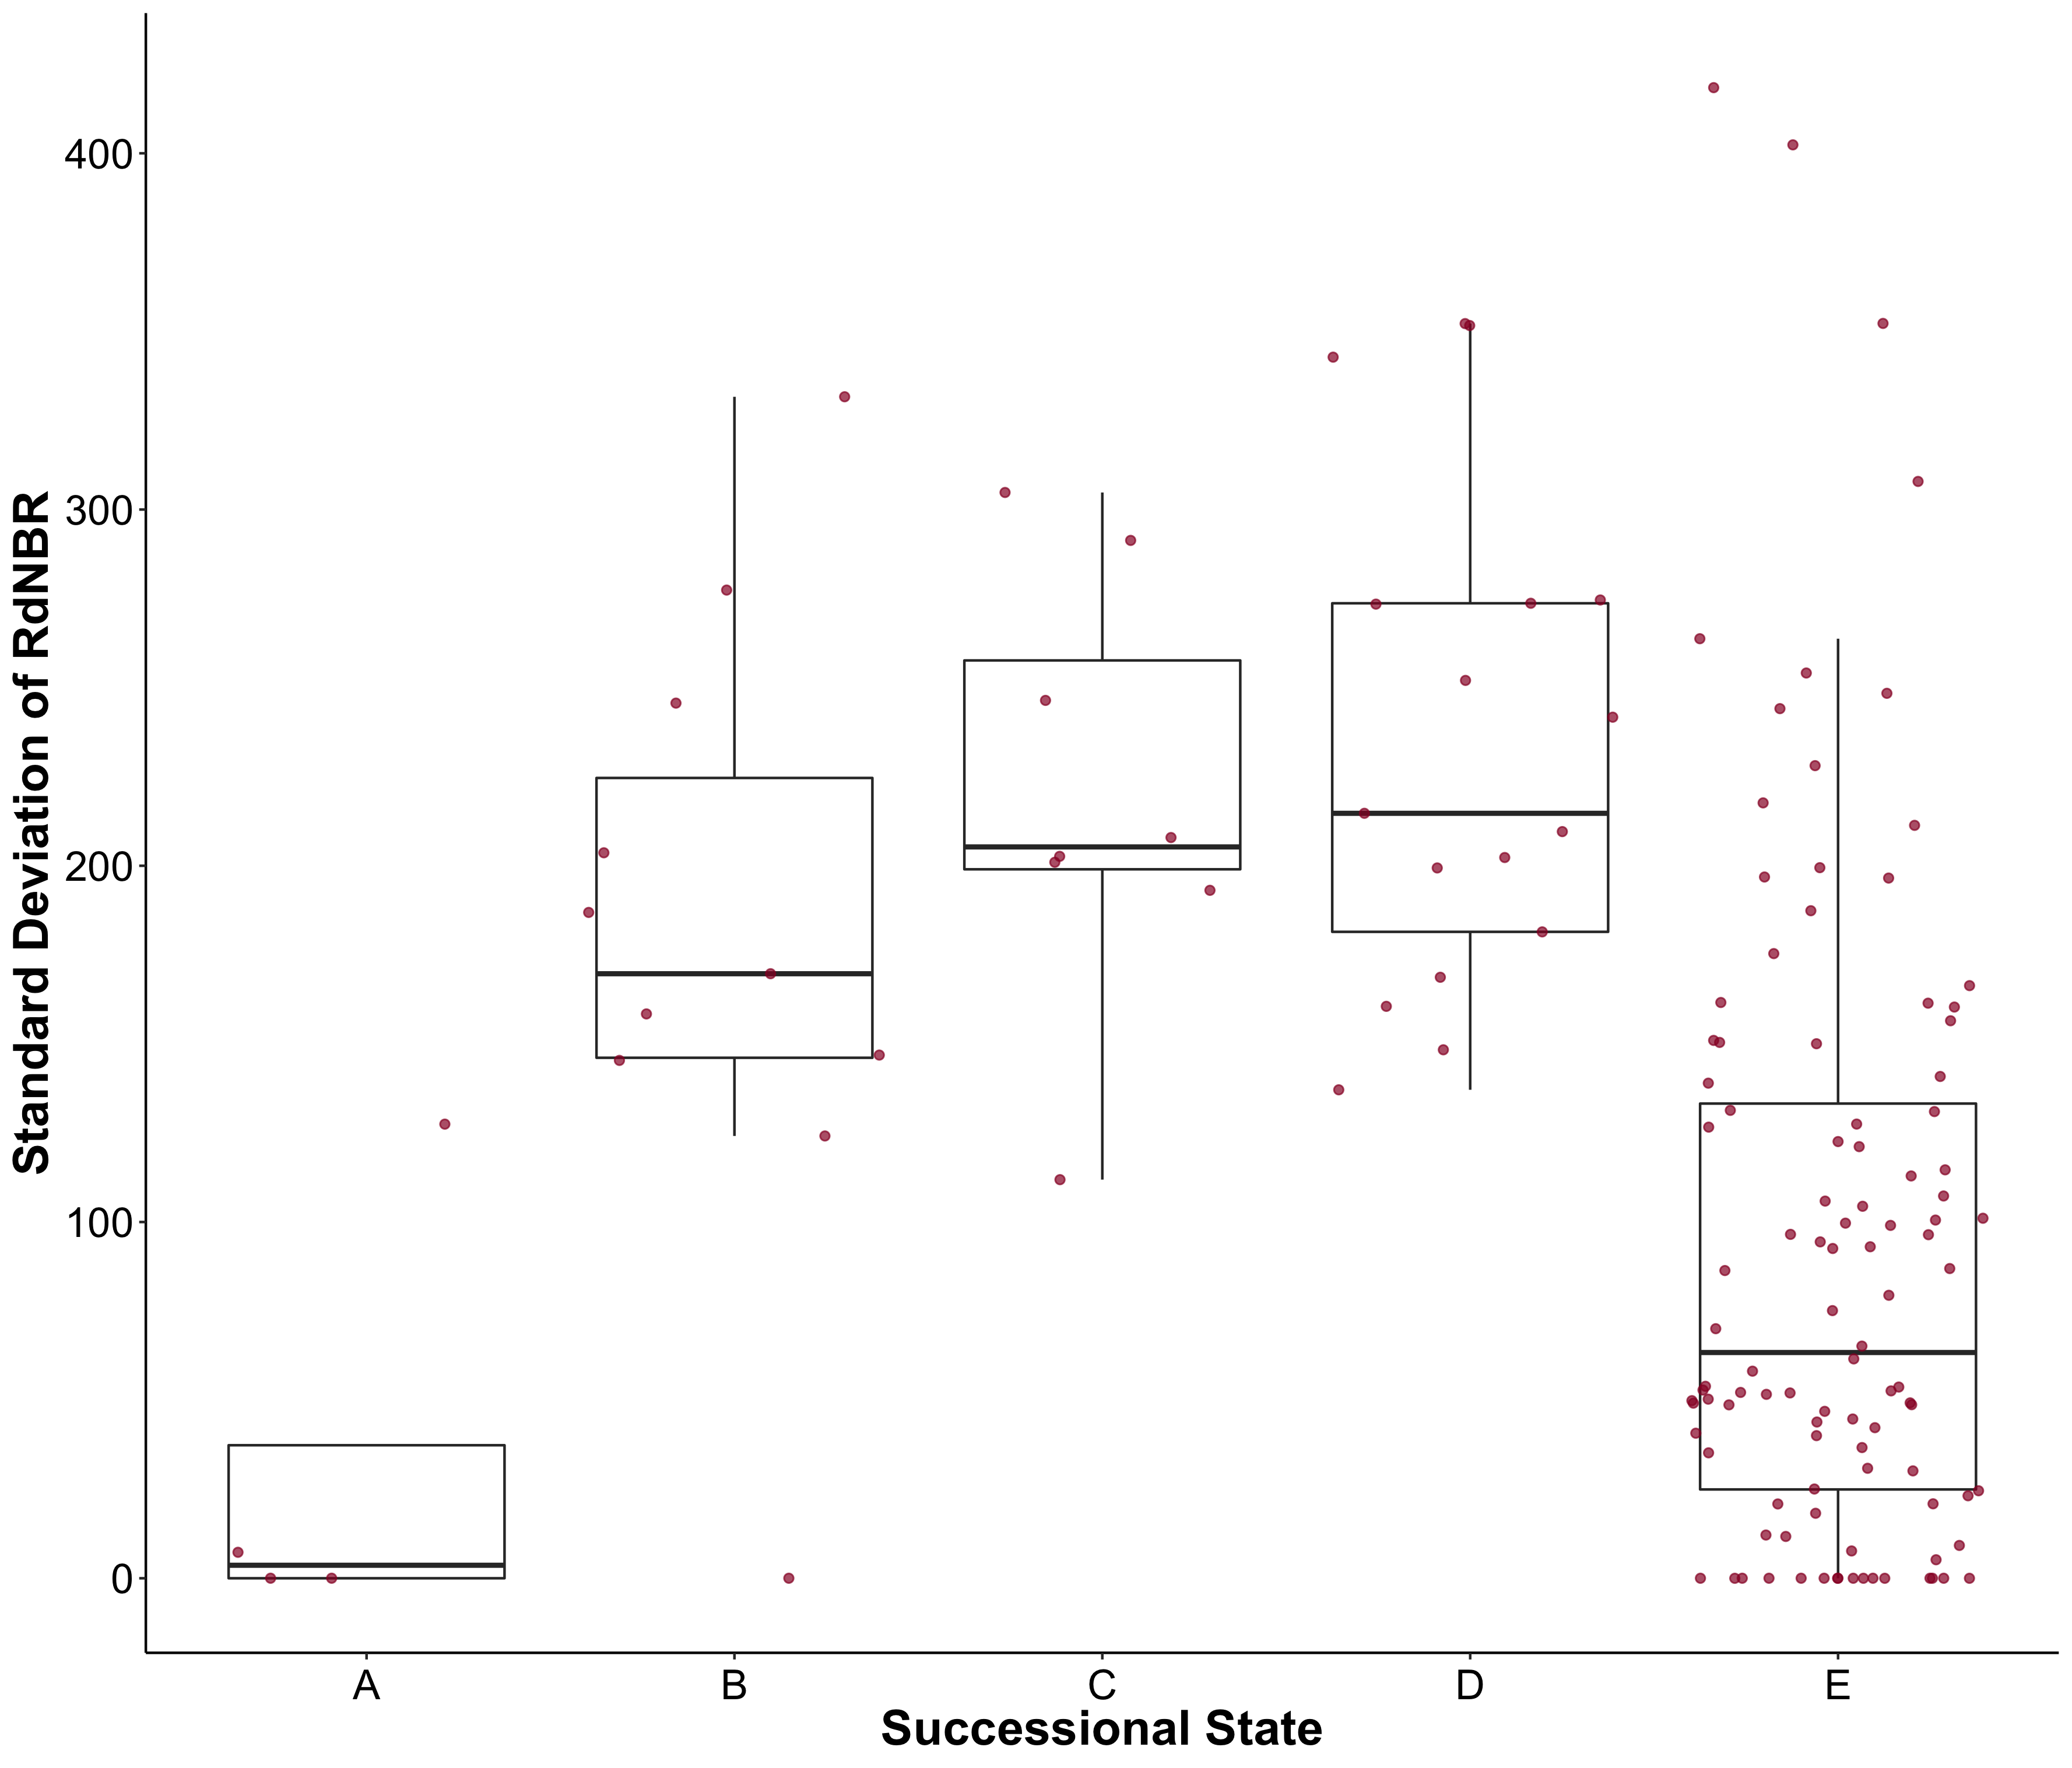 Standard Deviation of RdNBR
400
300
200
100
0
A
B
C
D
E
Successional State